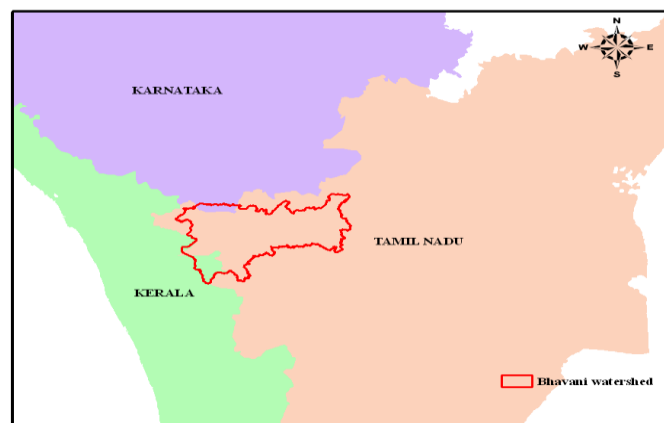 N
W E
S
KARNATAKA
TAMIL NADU
KERALA
Bhavani watershed